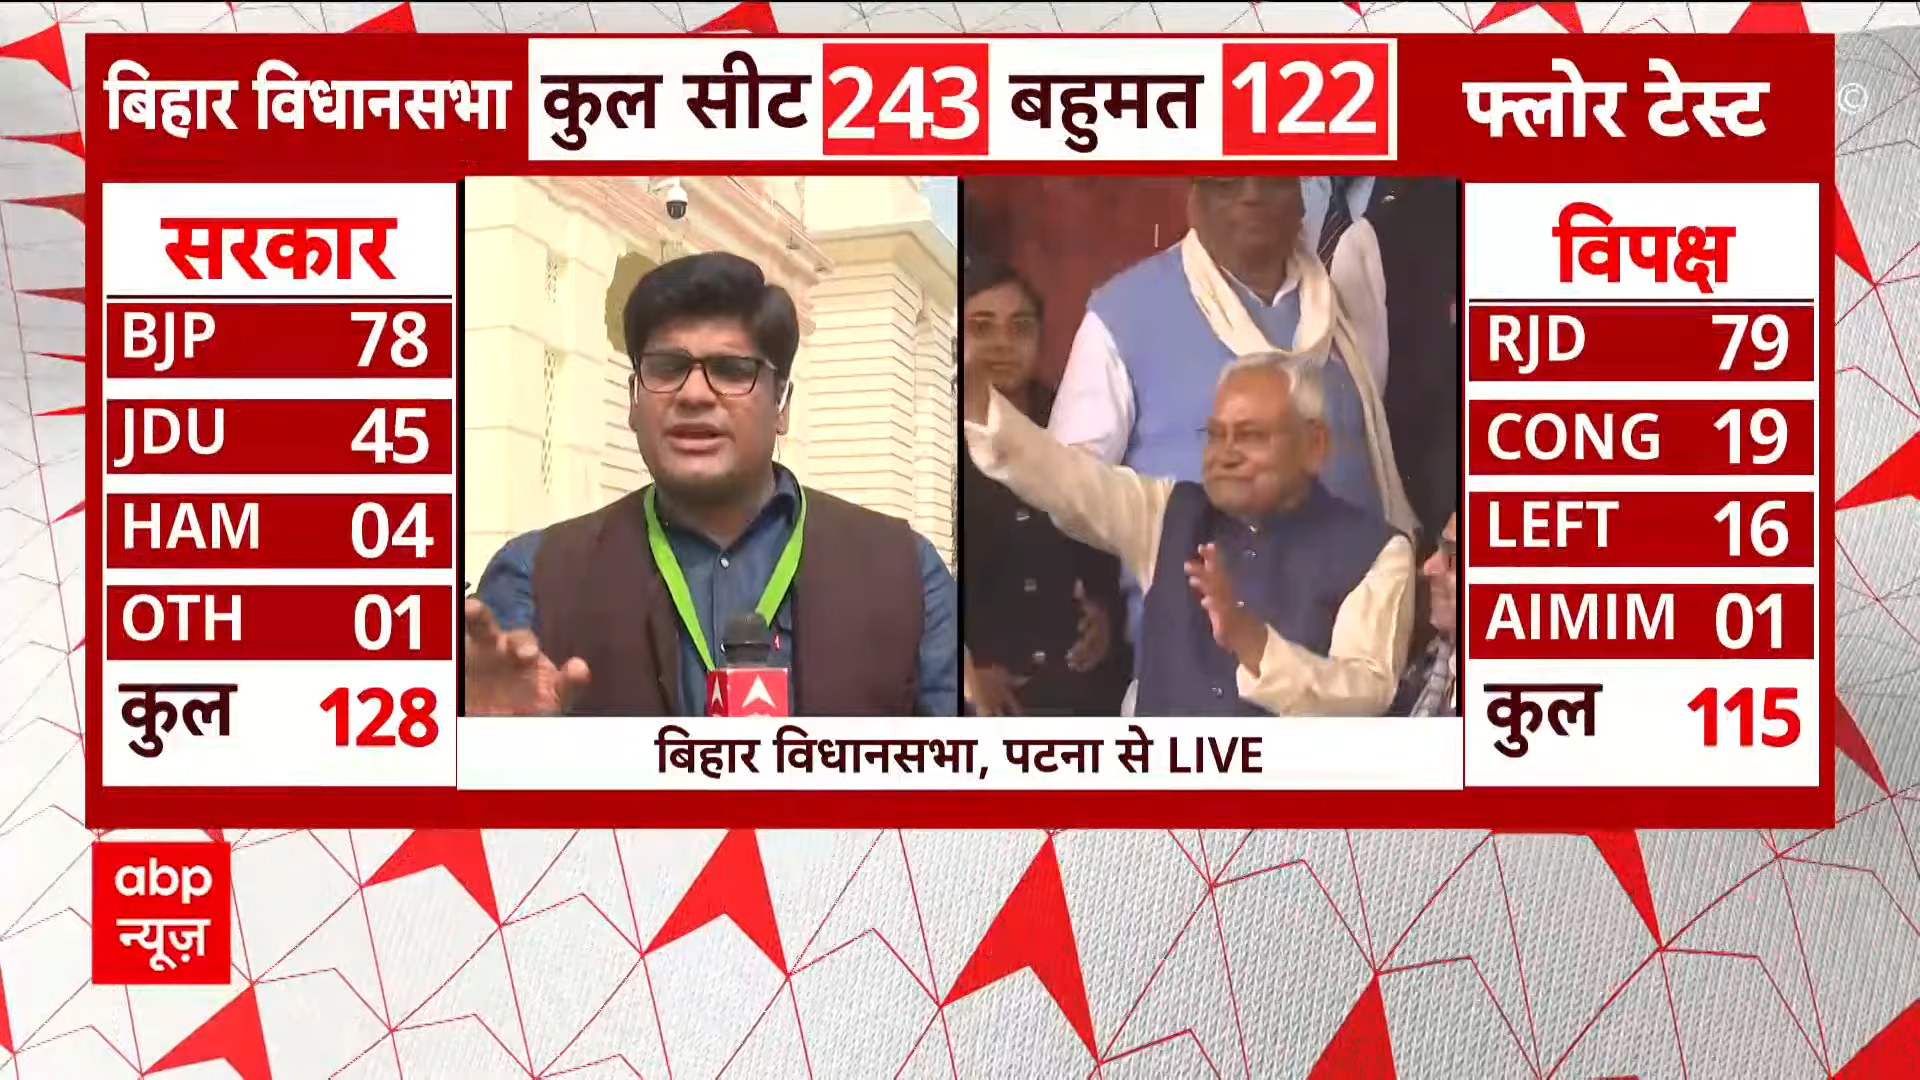 बिहार विधानसभा कुल सीट 243 बहुमत 122 फ्लोर टेस्ट ©
सरकार
BJP 78
JDU 45
HAM 04
OTH 01
कुल 128
विपक्ष
RJD 79
CONG 19
LEFT 16
AIMIM 01
कुल 115
बिहार विधानसभा, पटना से LIVE
abp
न्यूज़